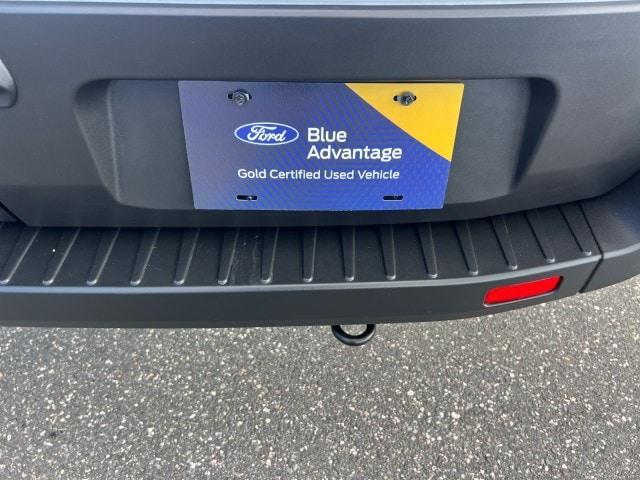 Ford
Blue
Advantage
Gold Certified Used Vehicle